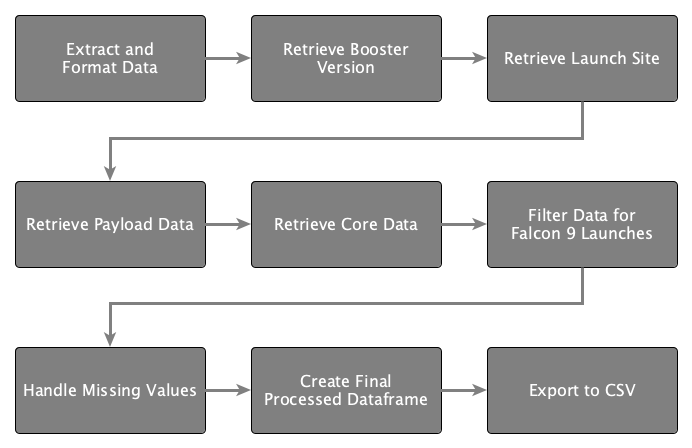 Extract and
Format Data
Retrieve Booster
Version
Retrieve Launch Site
Retrieve Payload Data
Retrieve Core Data
Filter Data for
Falcon 9 Launches
Handle Missing Values
Create Final
Processed Dataframe
Export to CSV